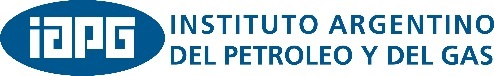 iAPG INSTITUTO ARGENTINO
DEL PETROLEO Y DEL GAS